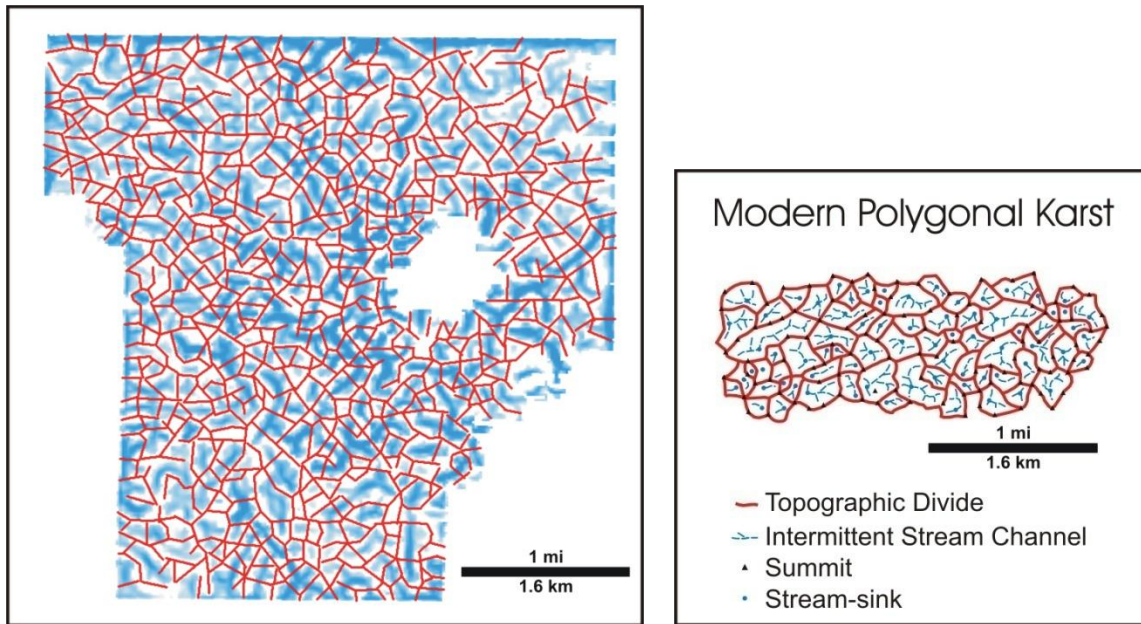 1 mi
1.6 km
Modern Polygonal Karst
1 mi
1.6 km
Topographic Divide
Intermittent Stream Channel
Summit
Stream-sink